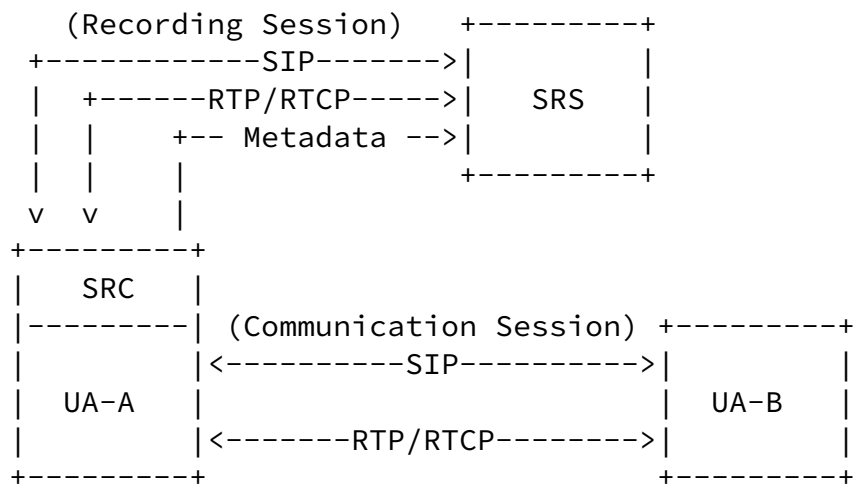 (Recording Session)   +---------+
 +------------SIP------->|         |
 |  +------RTP/RTCP----->|   SRS   |
 |  |    +-- Metadata -->|         |
 |  |    |               +---------+
 v  v    |
+---------+
|   SRC   |
|---------| (Communication Session) +---------+
|         |<----------SIP---------->|         |
|  UA-A   |                         |  UA-B   |
|         |<-------RTP/RTCP-------->|         |
+---------+                         +---------+